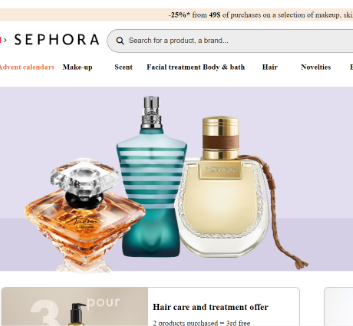 -25%* from 49$ of purchases on a selection of makeup, ski
SEPHORA
Search for a product, a brand...
Advent calendars Make-up Scent Facial treatment Body & bath Hair Novelties
3 pour
Hair care and treatment offer
2 products purchased = 3rd free